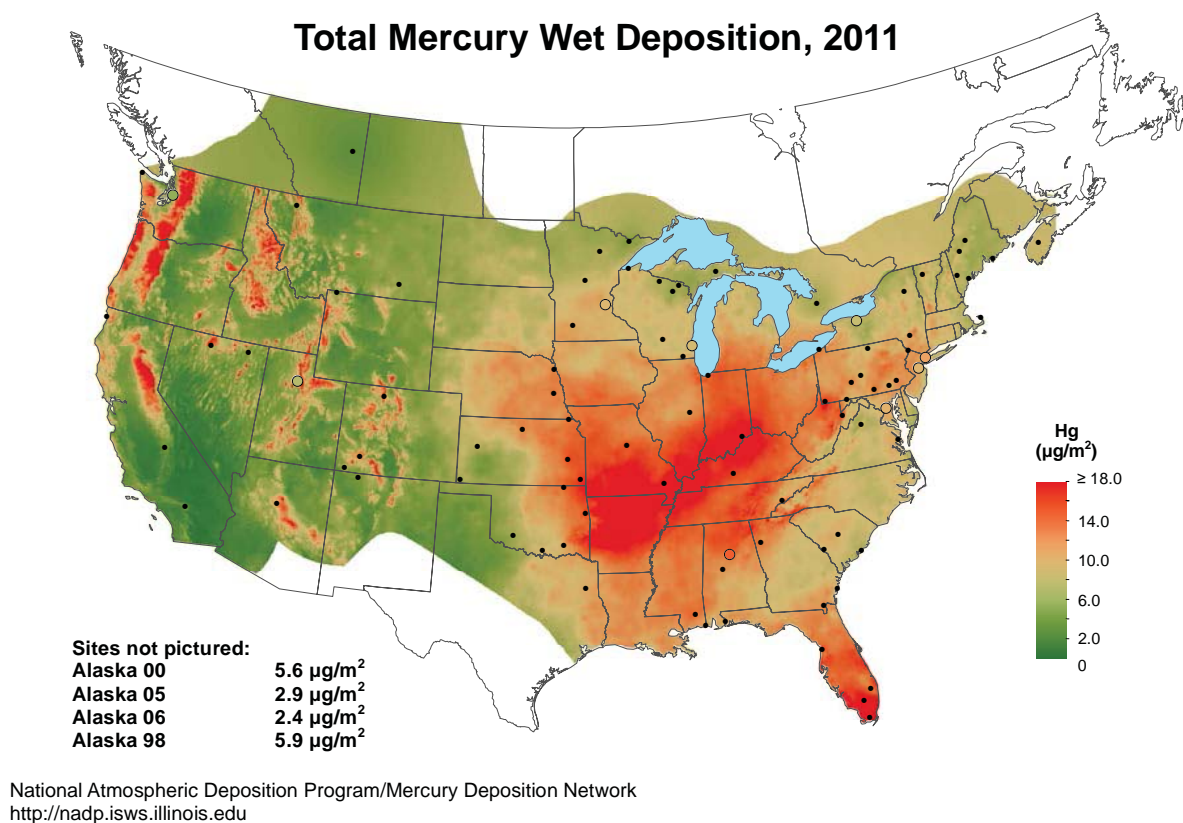 Total Mercury Wet Deposition, 2011
Hg
(µg/m²)
≥ 18.0
14.0
10.0
6.0
2.0
0
Sites not pictured:
Alaska 00 5.6 µg/m²
Alaska 05 2.9 µg/m²
Alaska 06 2.4 µg/m²
Alaska 98 5.9 µg/m²
National Atmospheric Deposition Program/Mercury Deposition Network
http://nadp.isws.illinois.edu